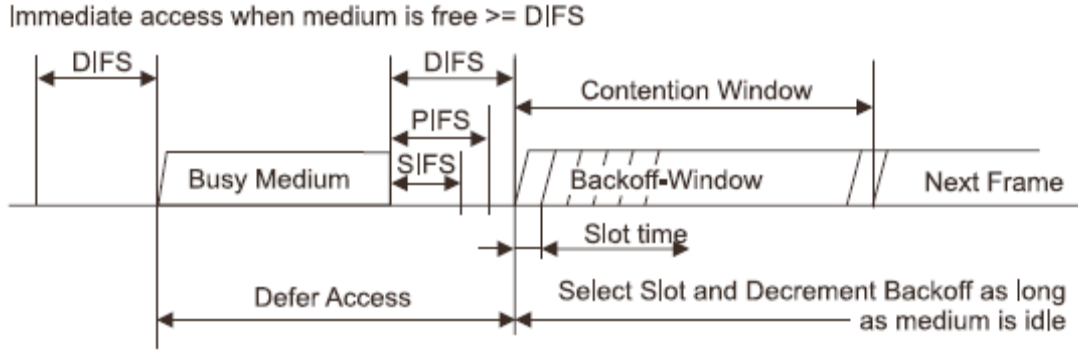 Immediate access when medium is free >= DIFS
DIFS
DIFS
Contention Window
PIFS
SIFS
Busy Medium
Backoff-Window
Next Frame
Slot time
Defer Access
Select Slot and Decrement Backoff as long
as medium is idle